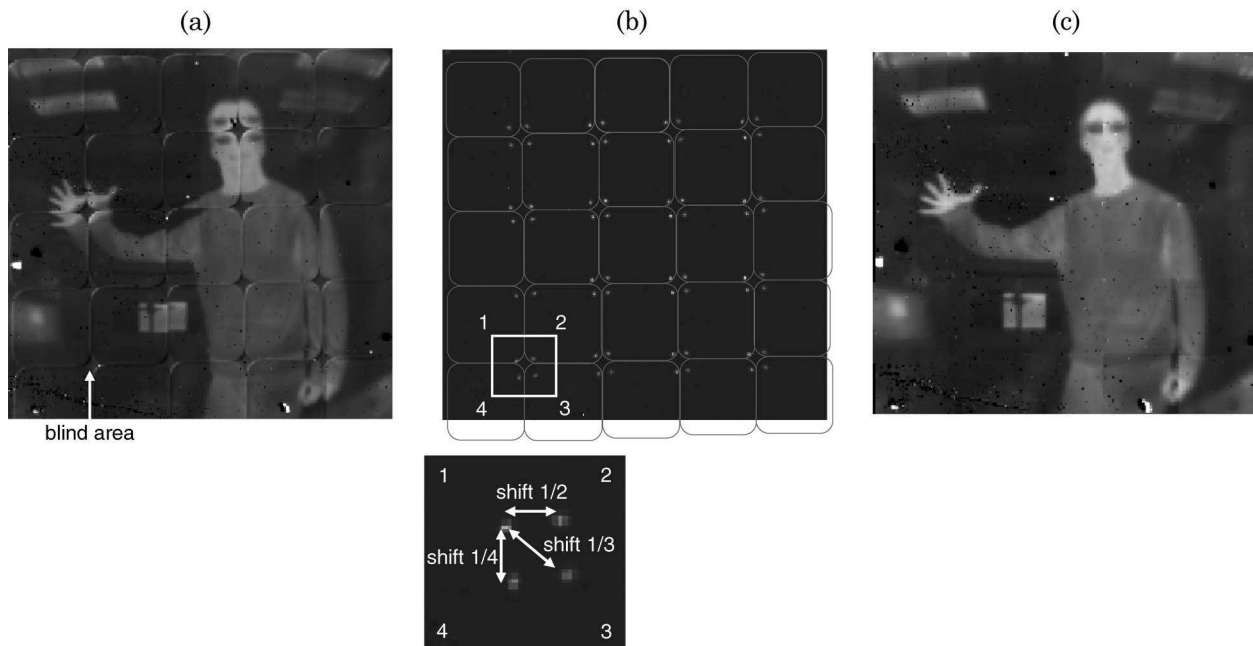 (a)
(b)
(c)
1 2
4 3
blind area
1 2
shift 1/2
shift 1/4 shift 1/3
4 3